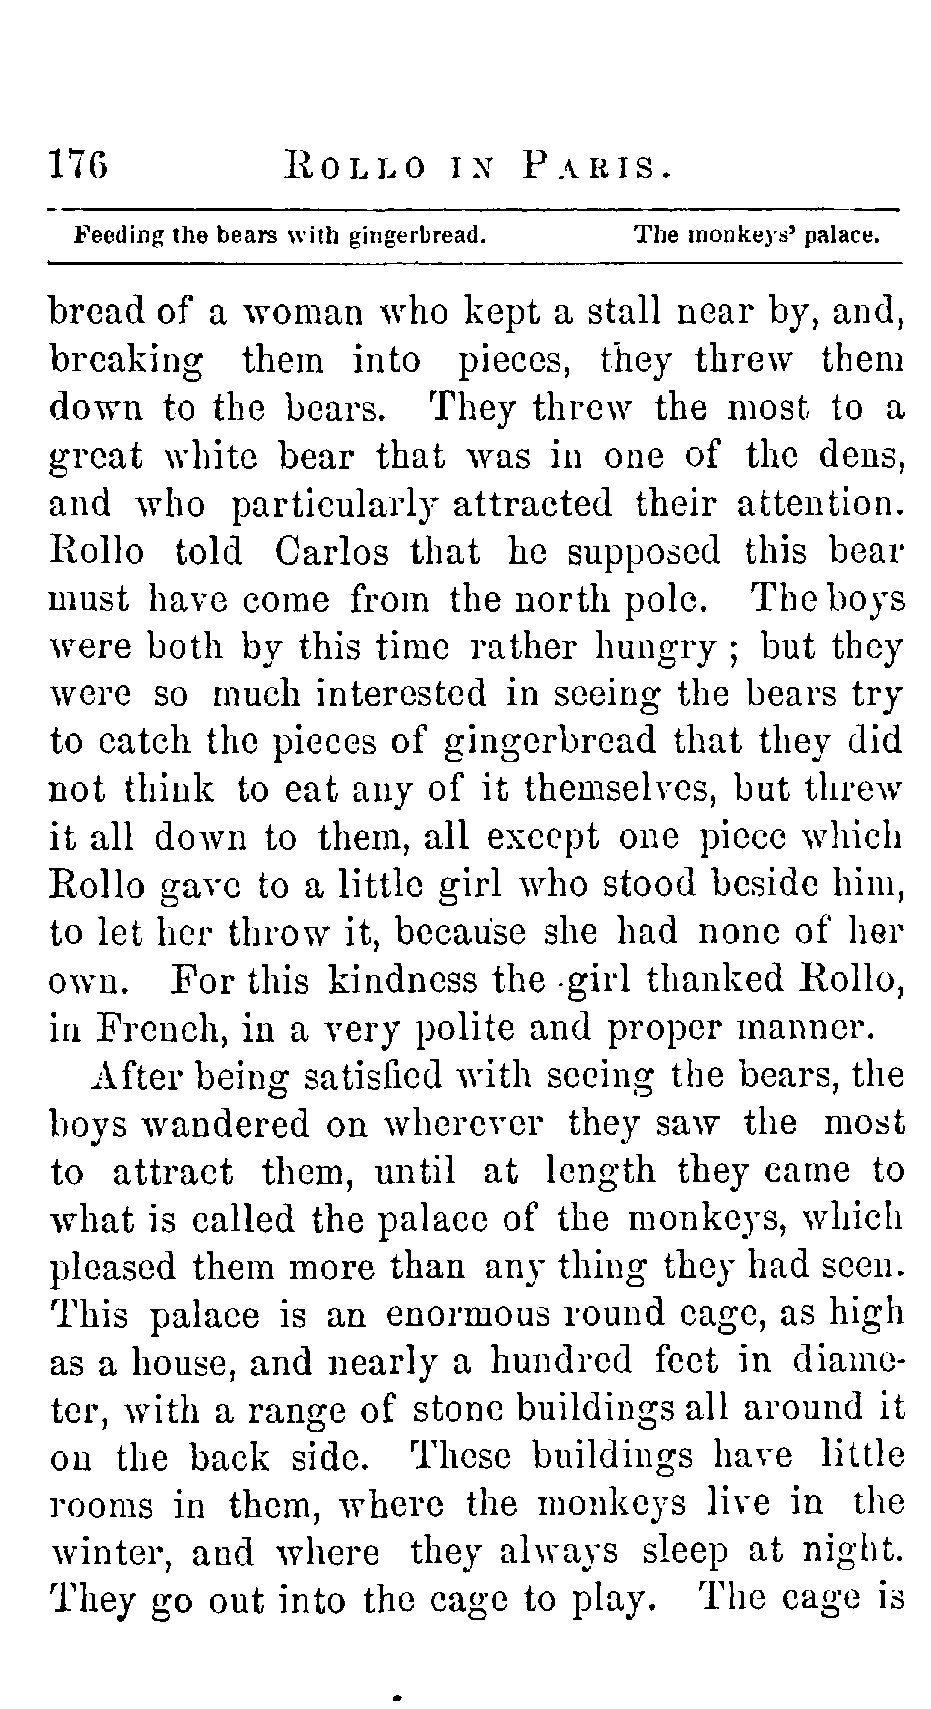 176 ROLLO IN PARIS.
Feeding the bears with gingerbread. The monkeys' palace.
bread of a woman who kept a stall near by, and,
breaking them into pieces, they threw them
down to the bears. They threw the most to a
great white bear that was in one of the dens,
and who particularly attracted their attention.
Rollo told Carlos that he supposed this bear
must have come from the north pole. The boys
were both by this time rather hungry ; but they
were so much interested in seeing the bears try
to catch the pieces of gingerbread that they did
not think to eat any of it themselves, but threw
it all down to them, all except one piece which
Rollo gave to a little girl who stood beside him,
to let her throw it, because she had none of her
own. For this kindness the girl thanked Rollo,
in French, in a very polite and proper manner.
After being satisfied with seeing the bears, the
boys wandered on wherever they saw the most
to attract them, until at length they came to
what is called the palace of the monkeys, which
pleased them more than any thing they had seen.
This palace is an enormous round cage, as high
as a house, and nearly a hundred feet in diame-
ter, with a range of stone buildings all around it
on the back side. These buildings have little
rooms in them, where the monkeys live in the
winter, and where they always sleep at night.
They go out into the cage to play. The cage is